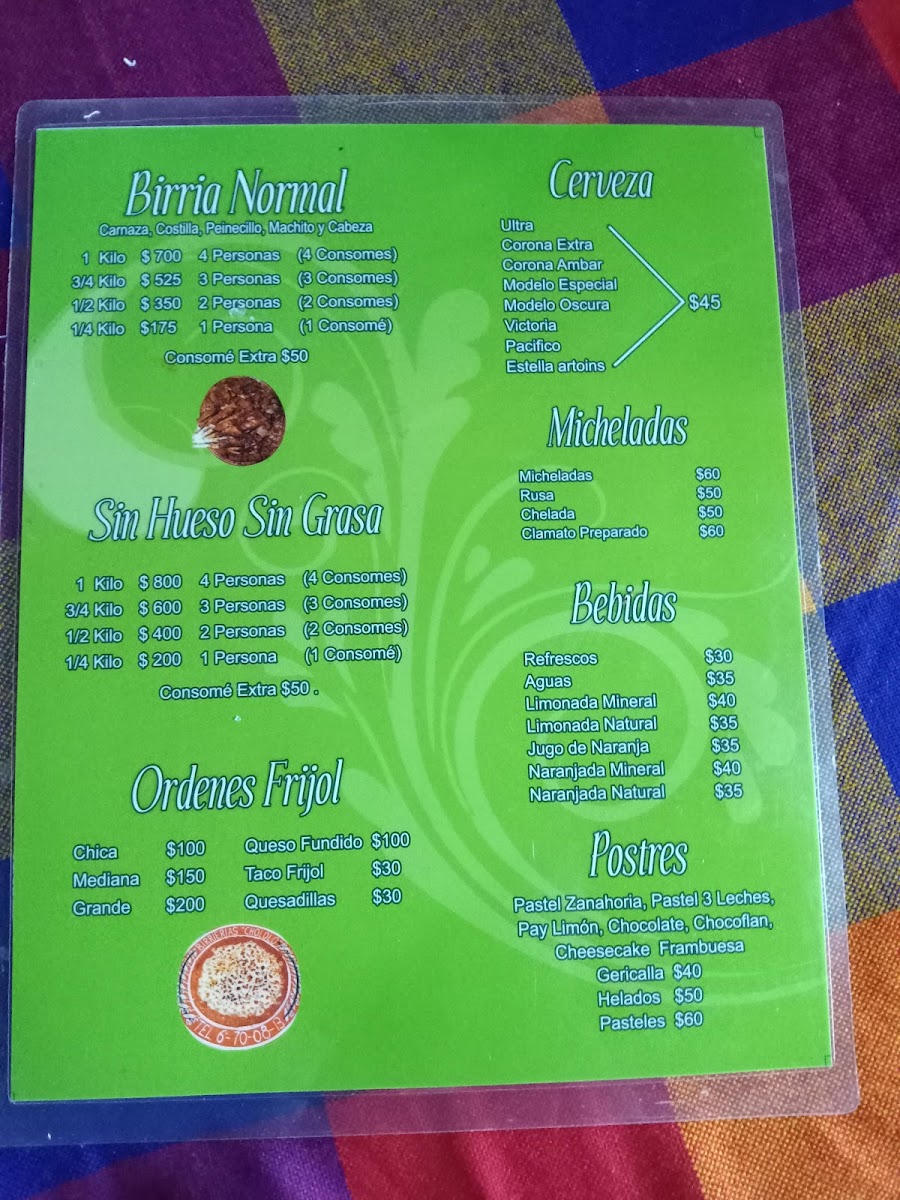 Birria Normal
Carnaza, Costilla, Peinecillo, Machito y Cabeza
1 Kilo $ 700 4 Personas (4 Consomes)
3/4 Kilo $ 525 3 Personas (3 Consomes)
1/2 Kilo $ 350 2 Personas (2 Consomes)
1/4 Kilo $175 1 Persona (1 Consomé)
Consomé Extra $50
Sin Hueso Sin Grasa
1 Kilo $ 800 4 Personas (4 Consomes)
3/4 Kilo $ 600 3 Personas (3 Consomes)
1/2 Kilo $ 400 2 Personas (2 Consomes)
1/4 Kilo $ 200 1 Persona (1 Consomé)
Consomé Extra $50 .
Ordenes Frijol
Chica $100 Queso Fundido $100
Mediana $150 Taco Frijol $30
Grande $200 Quesadillas $30
BIRRIERIAS
TEL 6-70-08-13
Cerveza
Ultra
Corona Extra
Corona Ambar
Modelo Especial
Modelo Oscura $45
Victoria
Pacifico
Estella artoins
Micheladas
Micheladas $60
Rusa $50
Chelada $50
Clamato Preparado $60
Bebidas
Refrescos $30
Aguas $35
Limonada Mineral $40
Limonada Natural $35
Jugo de Naranja $35
Naranjada Mineral $40
Naranjada Natural $35
Postres
Pastel Zanahoria, Pastel 3 Leches,
Pay Limón, Chocolate, Chocoflan,
Cheesecake Frambuesa
Gericalla $40
Helados $50
Pasteles $60